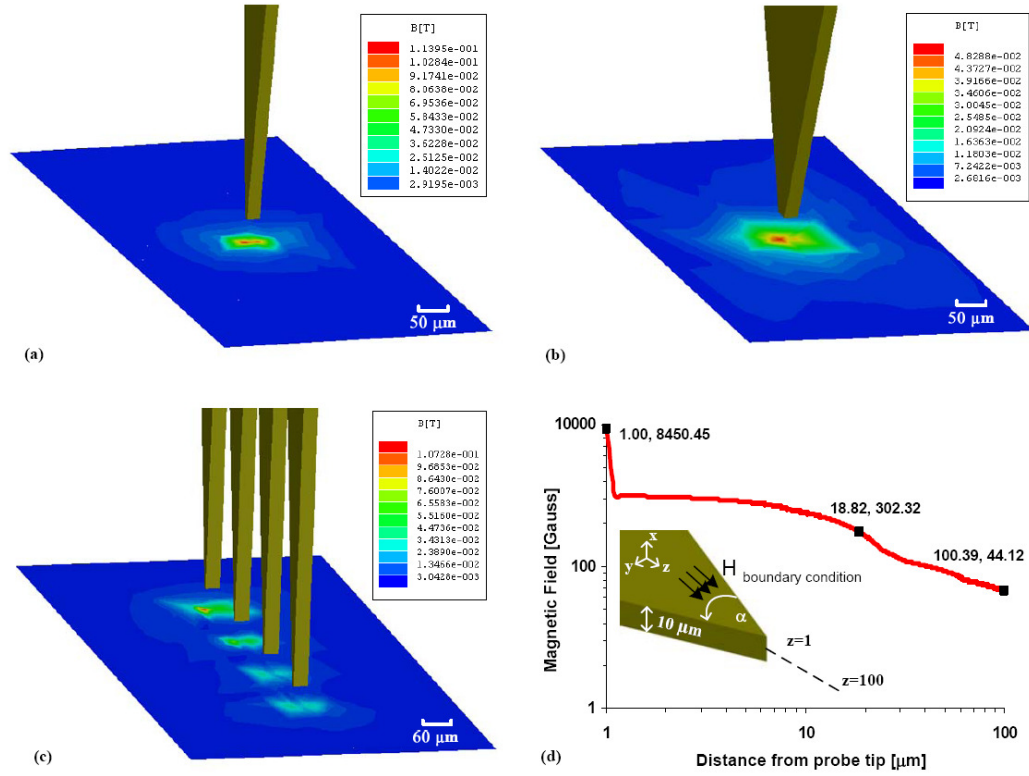 B[T]
1.1395e-001
1.0284e-001
9.1741e-002
8.0638e-002
6.9536e-002
5.8433e-002
4.7330e-002
3.6228e-002
2.5125e-002
1.4022e-002
2.9195e-003
50 μm
(a)
B[T]
4.8288e-002
4.3727e-002
3.9166e-002
3.4606e-002
3.0045e-002
2.5485e-002
2.0924e-002
1.6363e-002
1.1803e-002
7.2422e-003
2.6816e-003
50 μm
(b)
B[T]
1.0728e-001
9.6853e-002
8.6430e-002
7.6007e-002
6.5583e-002
5.5160e-002
4.4736e-002
3.4313e-002
2.3890e-002
1.3466e-002
3.0428e-003
60 μm
(c)
Magnetic Field [Gauss]
10000
100
1
1.00, 8450.45
18.82, 302.32
100.39, 44.12
x
y
z
H boundary condition
α
10 μm
z=1
z=100
1
10
100
Distance from probe tip [μm]
(d)